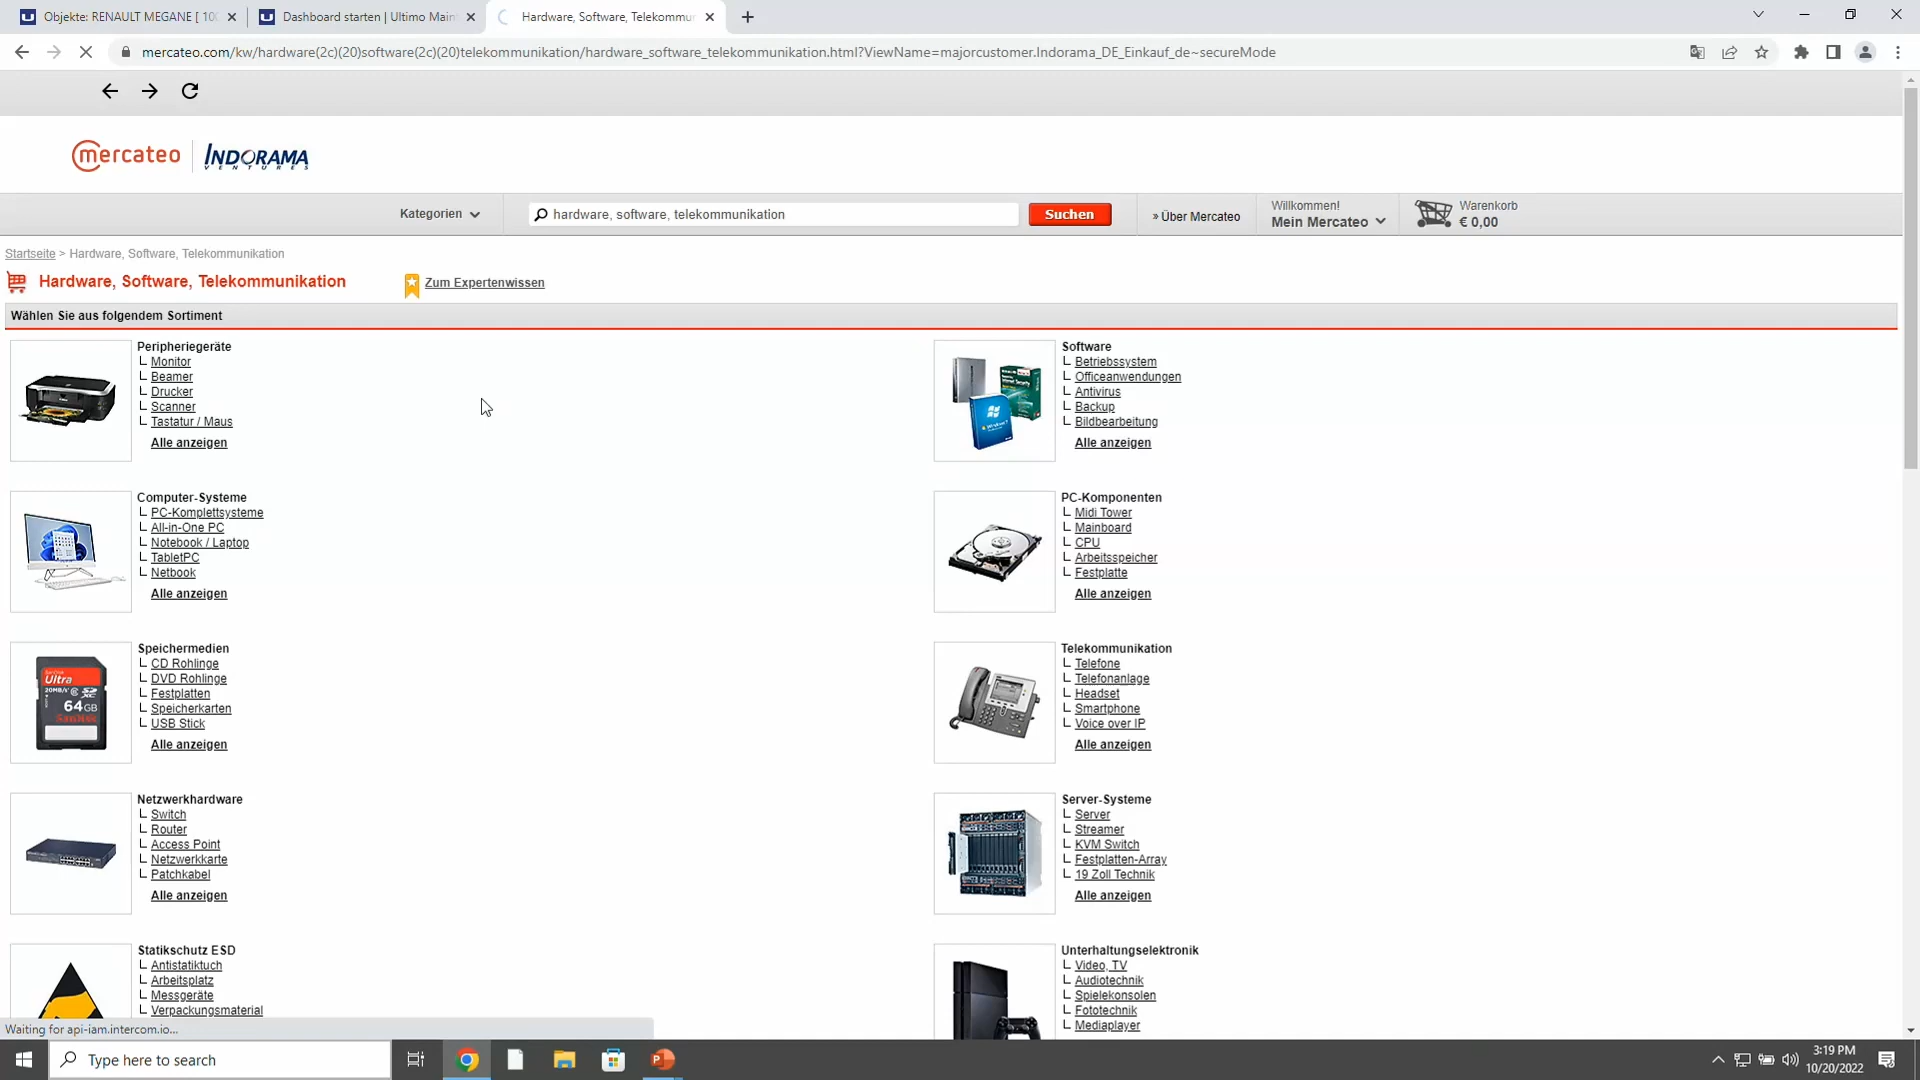 Objekte: RENAULT MEGANE [ 100
Dashboard starten | Ultimo Main
Hardware, Software, Telekommu
mercateo.com/kw/hardware(2c)(20)software(2c)(20)telekommunikation/hardware_software_telekommunikation.html?ViewName=majorcustomer.Indorama_DE_Einkauf_de~secureMode
mercateo
INDORAMA
VENTURES
Kategorien
hardware, software, telekommunikation
Suchen
» Über Mercateo
Willkommen!
Mein Mercateo
Warenkorb
€ 0,00
Startseite > Hardware, Software, Telekommunikation
Hardware, Software, Telekommunikation
Zum Expertenwissen
Wählen Sie aus folgendem Sortiment
Peripheriegeräte
Monitor
Beamer
Drucker
Scanner
Tastatur / Maus
Alle anzeigen
Software
Betriebssystem
Officeanwendungen
Antivirus
Backup
Bildbearbeitung
Alle anzeigen
Computer-Systeme
PC-Komplettsysteme
All-in-One PC
Notebook / Laptop
TabletPC
Netbook
Alle anzeigen
PC-Komponenten
Midi Tower
Mainboard
CPU
Arbeitsspeicher
Festplatte
Alle anzeigen
Ultra
64GB
SanDisk
Speichermedien
CD Rohlinge
DVD Rohlinge
Festplatten
Speicherkarten
USB Stick
Alle anzeigen
Telekommunikation
Telefone
Telefonanlage
Headset
Smartphone
Voice over IP
Alle anzeigen
Netzwerkhardware
Switch
Router
Access Point
Netzwerkkarte
Patchkabel
Alle anzeigen
Server-Systeme
Server
Streamer
KVM Switch
Festplatten-Array
19 Zoll Technik
Alle anzeigen
Statikschutz ESD
Antistatiktuch
Arbeitsplatz
Messgeräte
Verpackungsmaterial
Unterhaltungselektronik
Video, TV
Audiotechnik
Spielekonsolen
Fototechnik
Mediaplayer
Waiting for api-iam.intercom.io...
Type here to search
3:19 PM
10/20/2022